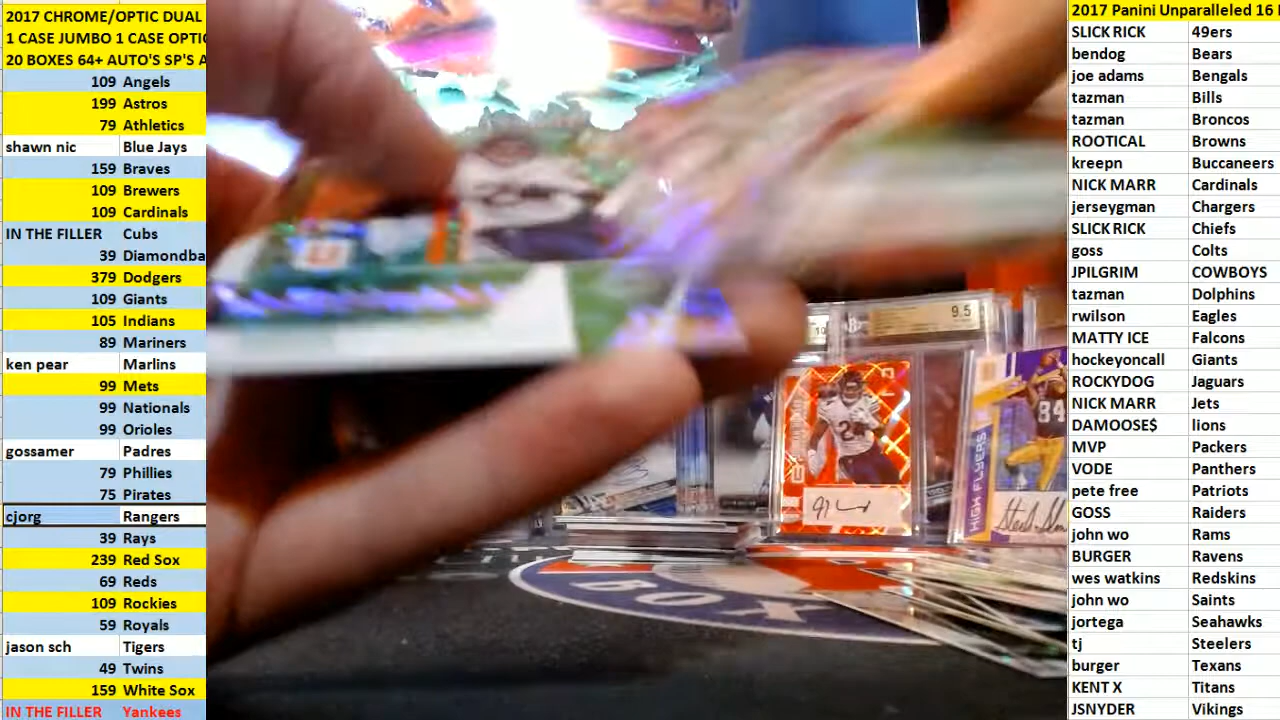 2017 CHROME/OPTIC DUAL
1 CASE JUMBO 1 CASE OPTIC
20 BOXES 64+ AUTO'S SP'S A
109 Angels
199 Astros
79 Athletics
shawn nic Blue Jays
159 Braves
109 Brewers
109 Cardinals
IN THE FILLER Cubs
39 Diamondba
379 Dodgers
109 Giants
105 Indians
89 Mariners
ken pear Marlins
99 Mets
99 Nationals
99 Orioles
gossamer Padres
79 Phillies
75 Pirates
cjorg Rangers
39 Rays
239 Red Sox
69 Reds
109 Rockies
59 Royals
jason sch Tigers
49 Twins
159 White Sox
IN THE FILLER Yankees
9.5
10
24
84
HIGH FLYERS
BOX
2017 Panini Unparalleled 16
SLICK RICK 49ers
bendog Bears
joe adams Bengals
tazman Bills
tazman Broncos
ROOTICAL Browns
kreepn Buccaneers
NICK MARR Cardinals
jerseygman Chargers
SLICK RICK Chiefs
goss Colts
JPILGRIM COWBOYS
tazman Dolphins
rwilson Eagles
MATTY ICE Falcons
hockeyoncall Giants
ROCKYDOG Jaguars
NICK MARR Jets
DAMOOSE$ lions
MVP Packers
VODE Panthers
pete free Patriots
GOSS Raiders
john wo Rams
BURGER Ravens
wes watkins Redskins
john wo Saints
jortega Seahawks
tj Steelers
burger Texans
KENT X Titans
JSNYDER Vikings